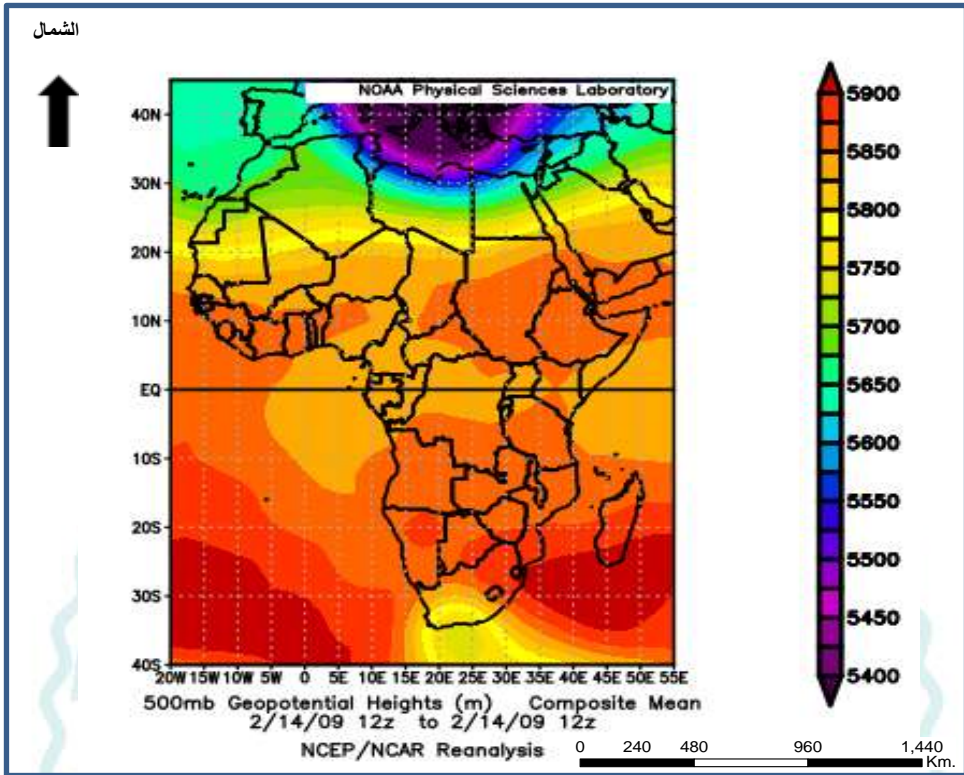 الشمال
NOAA Physical Sciences Laboratory
40N
30N
20N
10N
EQ
10S
20S
30S
40S
20W 15W 10W 5W 0 5E 10E 15E 20E 25E 30E 35E 40E 45E 50E 55E
5900
5850
5800
5750
5700
5650
5600
5550
5500
5450
5400
500mb Geopotential Heights (m) Composite Mean
2/14/09 12z to 2/14/09 12z
NCEP/NCAR Reanalysis
0 240 480 960 1,440
Km.